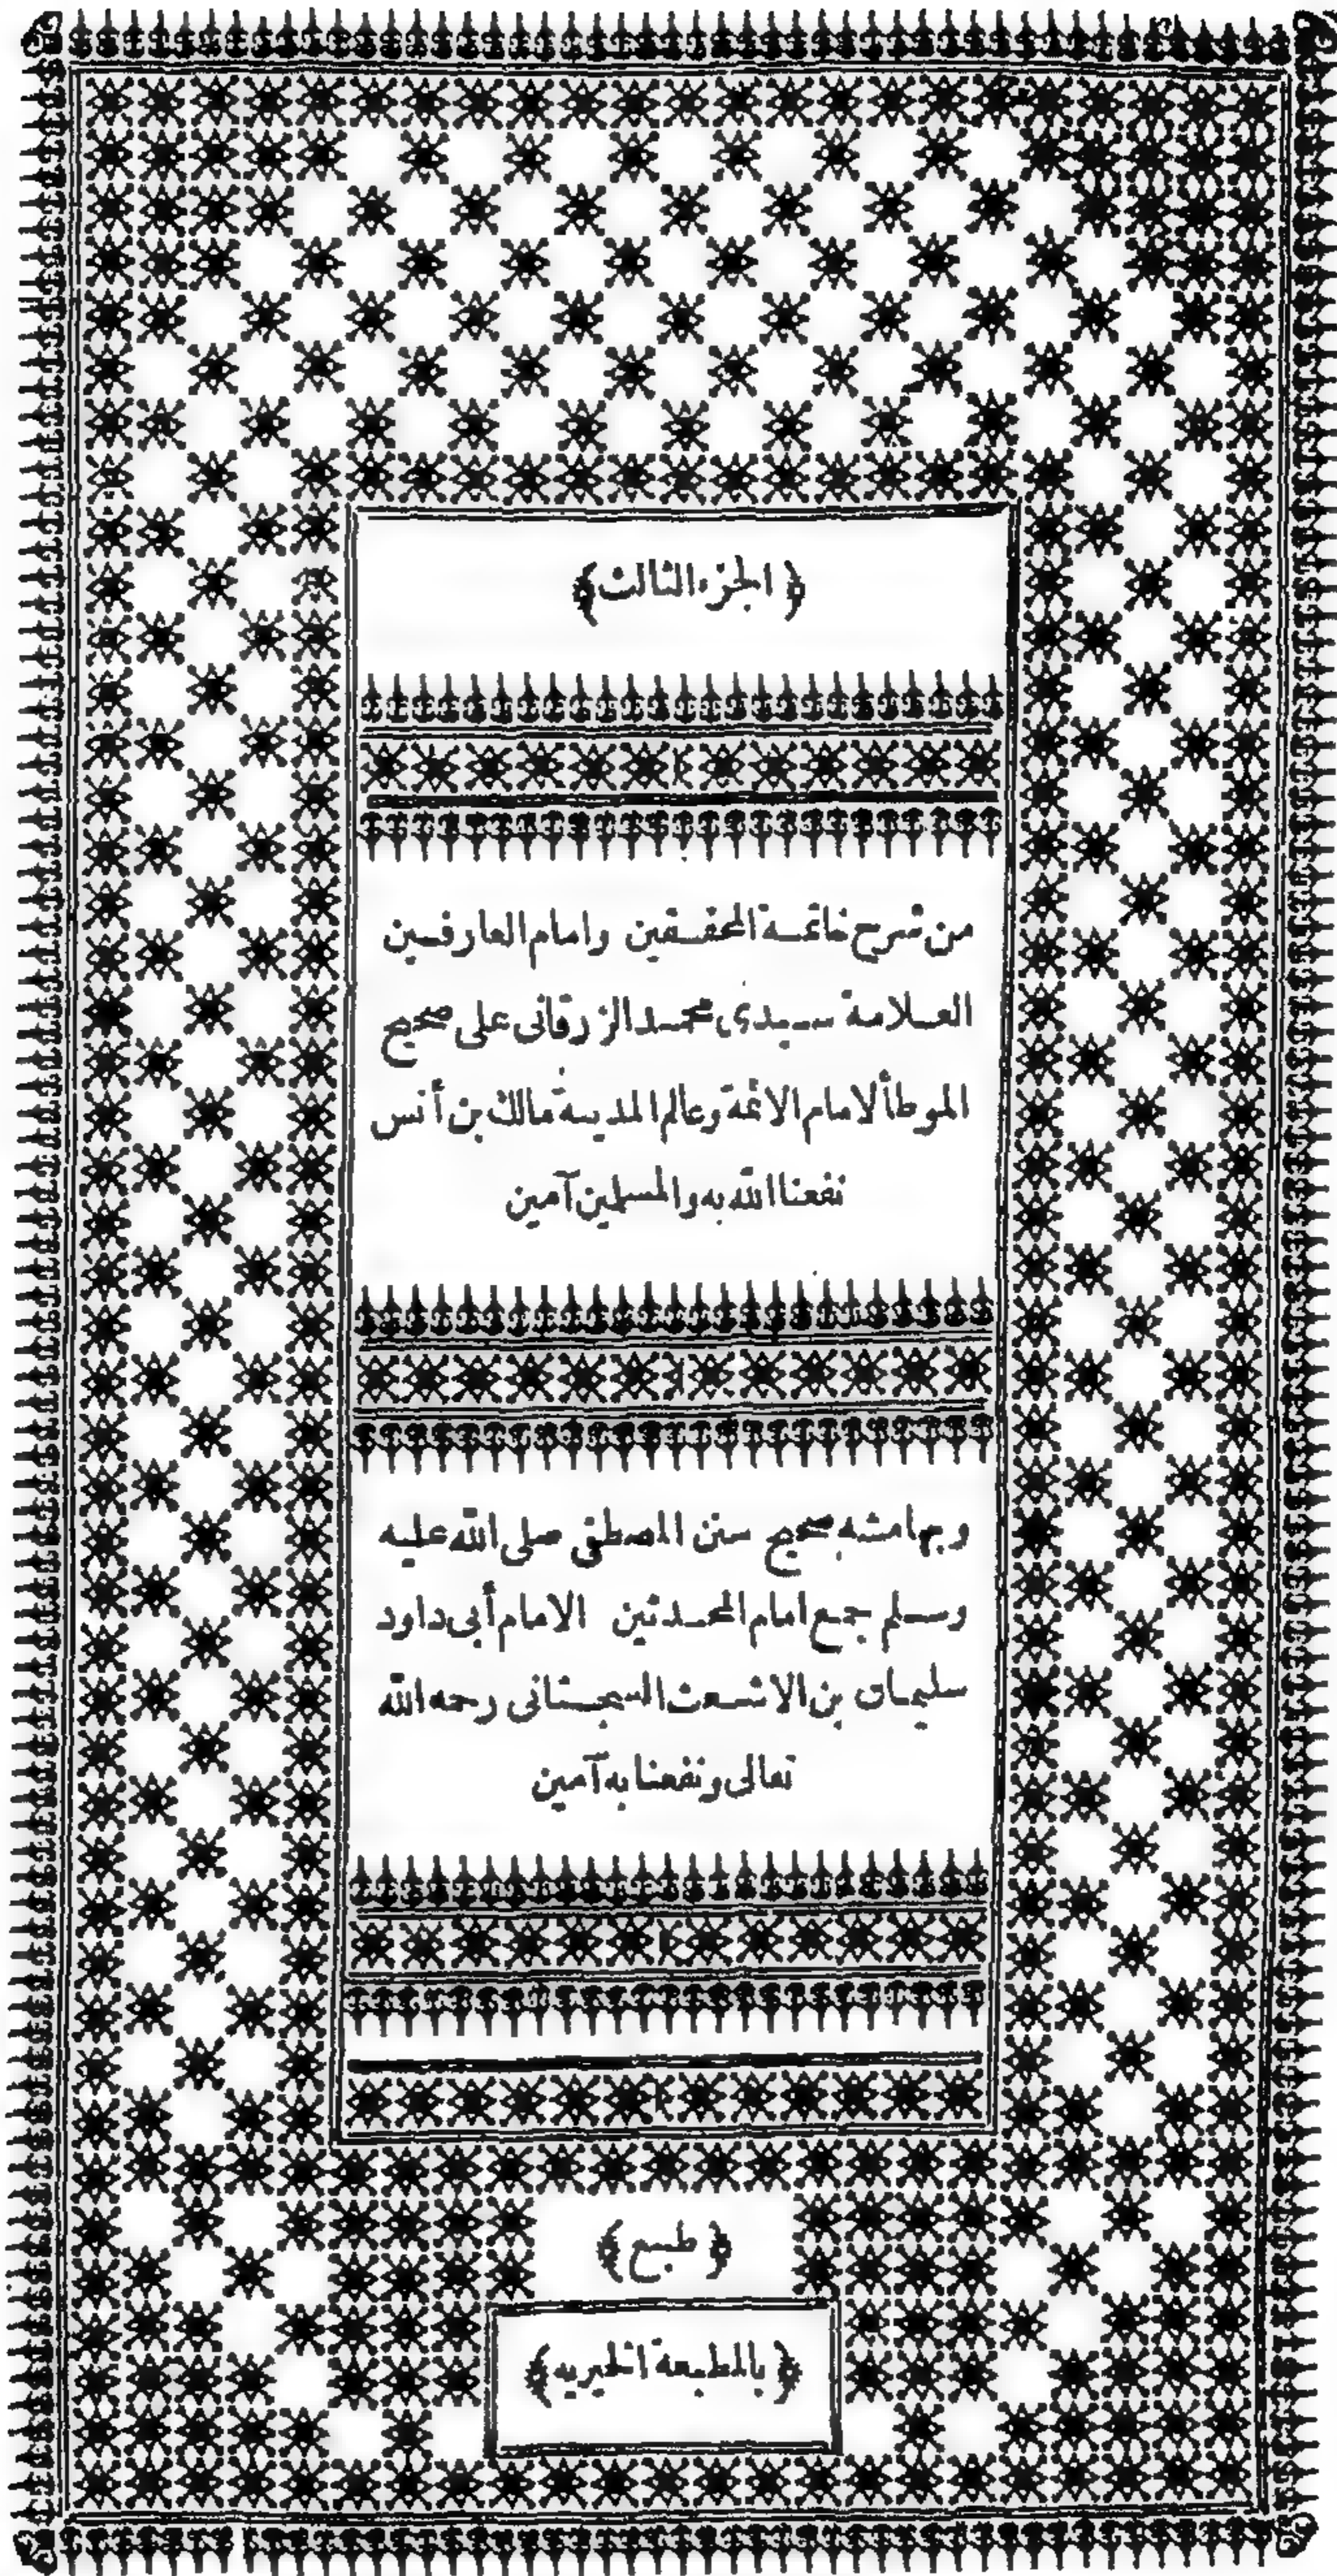 ﴿ الجزء الثالث ﴾
من شرح خاتمة المحققين وامام العارفين
العلامة سيدى محمد الزرقانى على صحيح
الموطألامام الائمة وعالم المدينة مالك بن أنس
نفعنا الله به والمسلمين آمين
وبهامشه صحيح سنن المصطفى صلى الله عليه
وسلم جمع امام المحدثين الامام أبى داود
سليمان بن الاشعث السجستانى رحمه الله
تعالى ونفعنا به آمين
﴿ طبع ﴾
﴿ بالمطبعة الخيريه ﴾